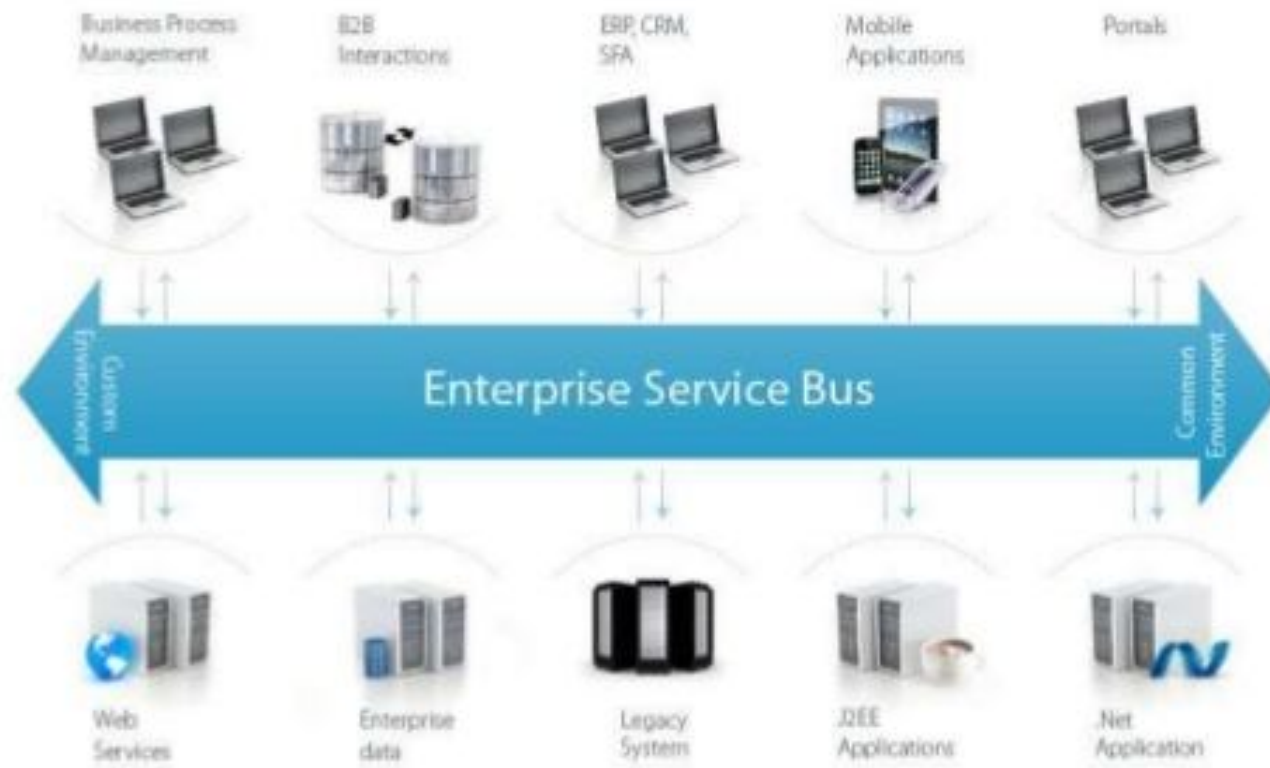 Business Process
Management
B2B
Interactions
ERP, CRM,
SFA
Mobile
Applications
Portals
Custom
Environment
Enterprise Service Bus
Common
Environment
Web
Services
Enterprise
data
Legacy
System
J2EE
Applications
.Net
Application